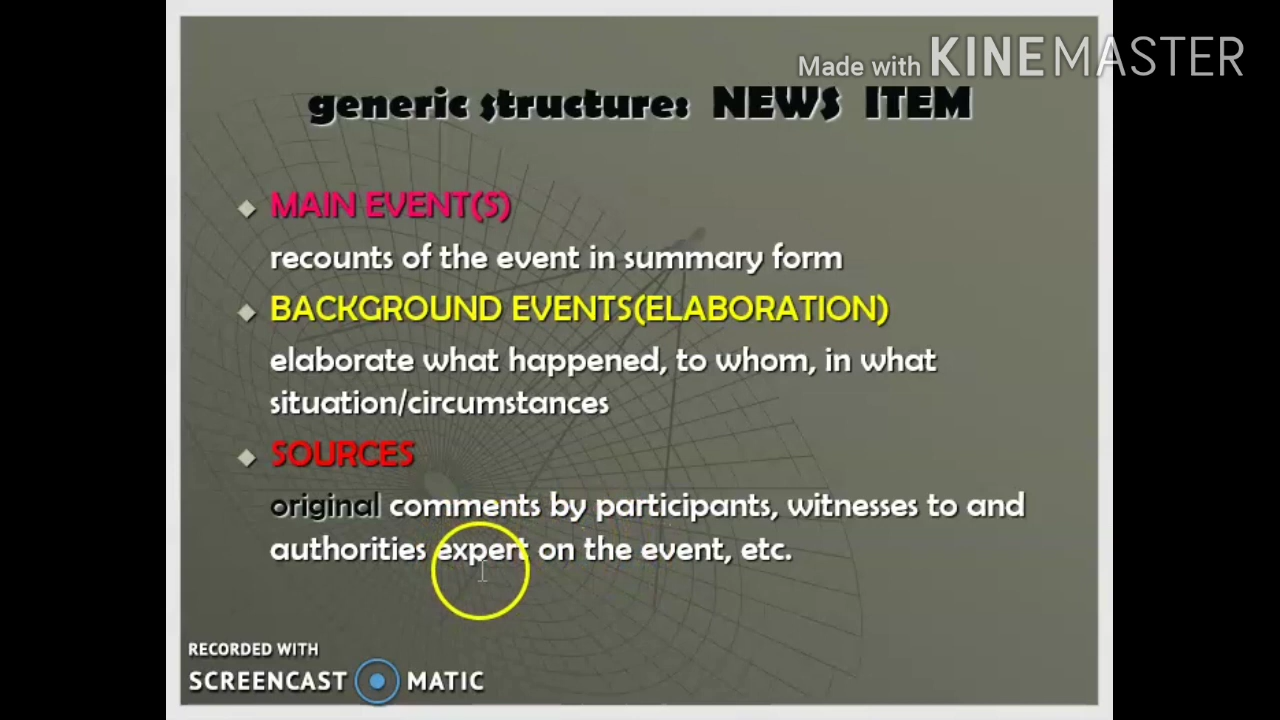 Made with KINEMASTER
generic structure: NEWS ITEM
MAIN EVENT(S)
recounts of the event in summary form
BACKGROUND EVENTS(ELABORATION)
elaborate what happened, to whom, in what
situation/circumstances
SOURCES
original comments by participants, witnesses to and
authorities expert on the event, etc.
RECORDED WITH
SCREENCAST MATIC